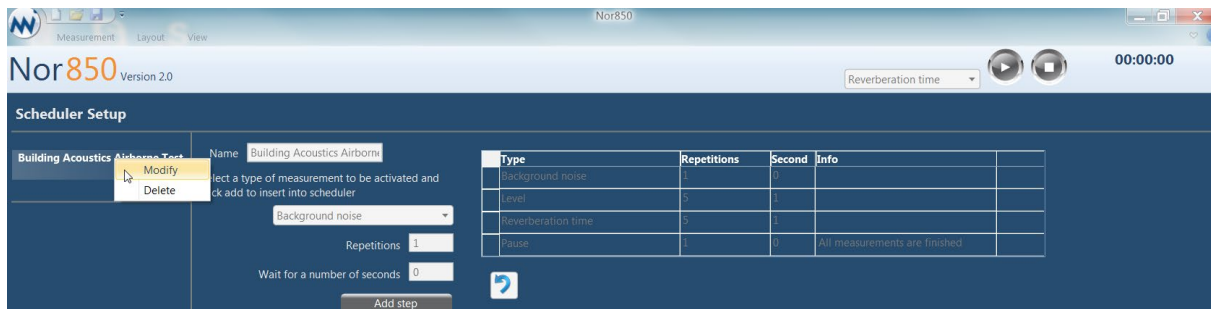 Nor850
Measurement Layout View
Nor850 Version 2.0
Reverberation time
00:00:00
Scheduler Setup
Building Acoustics Airborne Test
Modify
Delete
Name Building Acoustics Airborn
elect a type of measurement to be activated and
ck add to insert into scheduler
Background noise
Repetitions 1
Wait for a number of seconds 0
Add step
Type Repetitions Second Info
Background noise 1 0
Level 5 1
Reverberation time 5 1
Pause 1 0 All measurements are finished